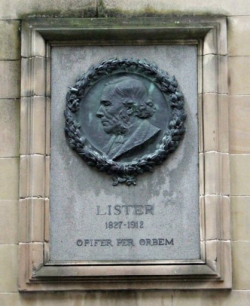 LISTER
1827-1912
OPIFER PER ORBEM